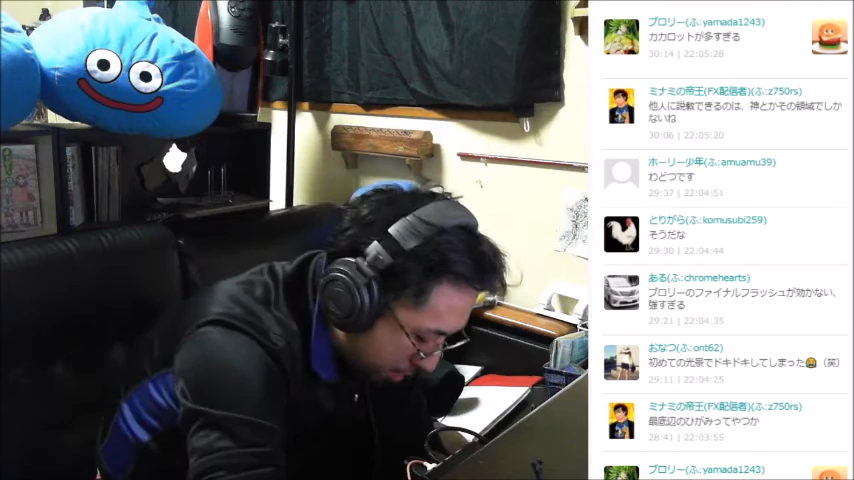 ブロリー(ふ:yamada1243)
カカロットが多すぎる
30:14 | 22:05:28
ミナミの帝王(FX配信者)(ふ:z750rs)
他人に説教できるのは、神とかその領域でしか
ないね
30:06 | 22:05:20
ホーリー少年(ふ:amuamu39)
わどつです
29:37 | 22:04:51
とりがら(ふ:komusubi259)
そうだな
29:30 | 22:04:44
ある(ふ:chromehearts)
ブロリーのファイナルフラッシュが効かない、
強すぎる
29:21 | 22:04:35
おなつ(ふ:ont62)
初めての光景でドキドキしてしまった😫（笑）
29:11 | 22:04:25
ミナミの帝王(FX配信者)(ふ:z750rs)
最底辺のひがみってやつか
28:41 | 22:03:55
ブロリー(ふ:yamada1243)